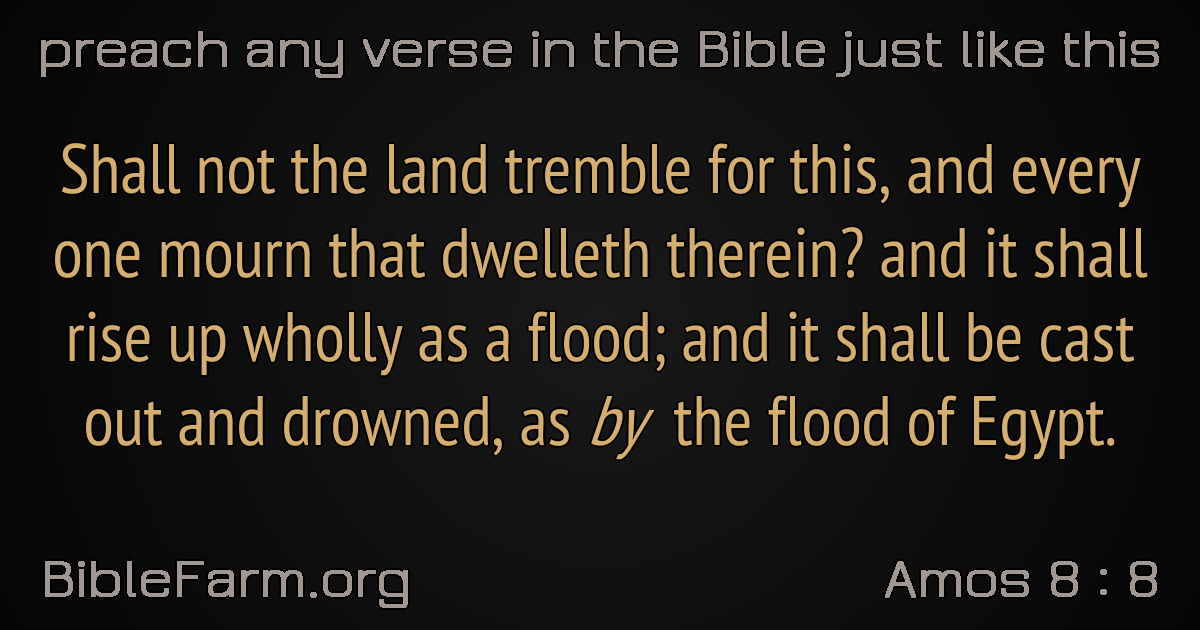 preach any verse in the Bible just like this
Shall not the land tremble for this, and every
one mourn that dwelleth therein? and it shall
rise up wholly as a flood; and it shall be cast
out and drowned, as by the flood of Egypt.
BibleFarm.org
Amos 8 : 8